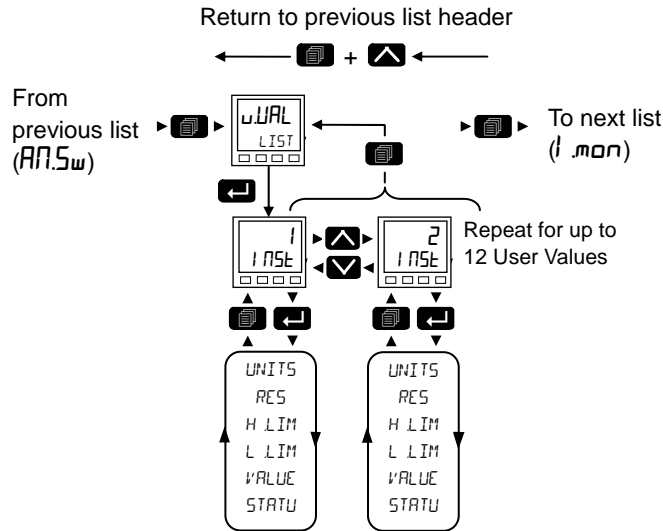 Return to previous list header
+
From
previous list
(An.Sw)
u.VAL
LIST
To next list
(I .mon)
1
INSt
2
INSt
Repeat for up to
12 User Values
UNITS
RES
H.LIM
L.LIM
VALUE
STATU
UNITS
RES
H.LIM
L.LIM
VALUE
STATU